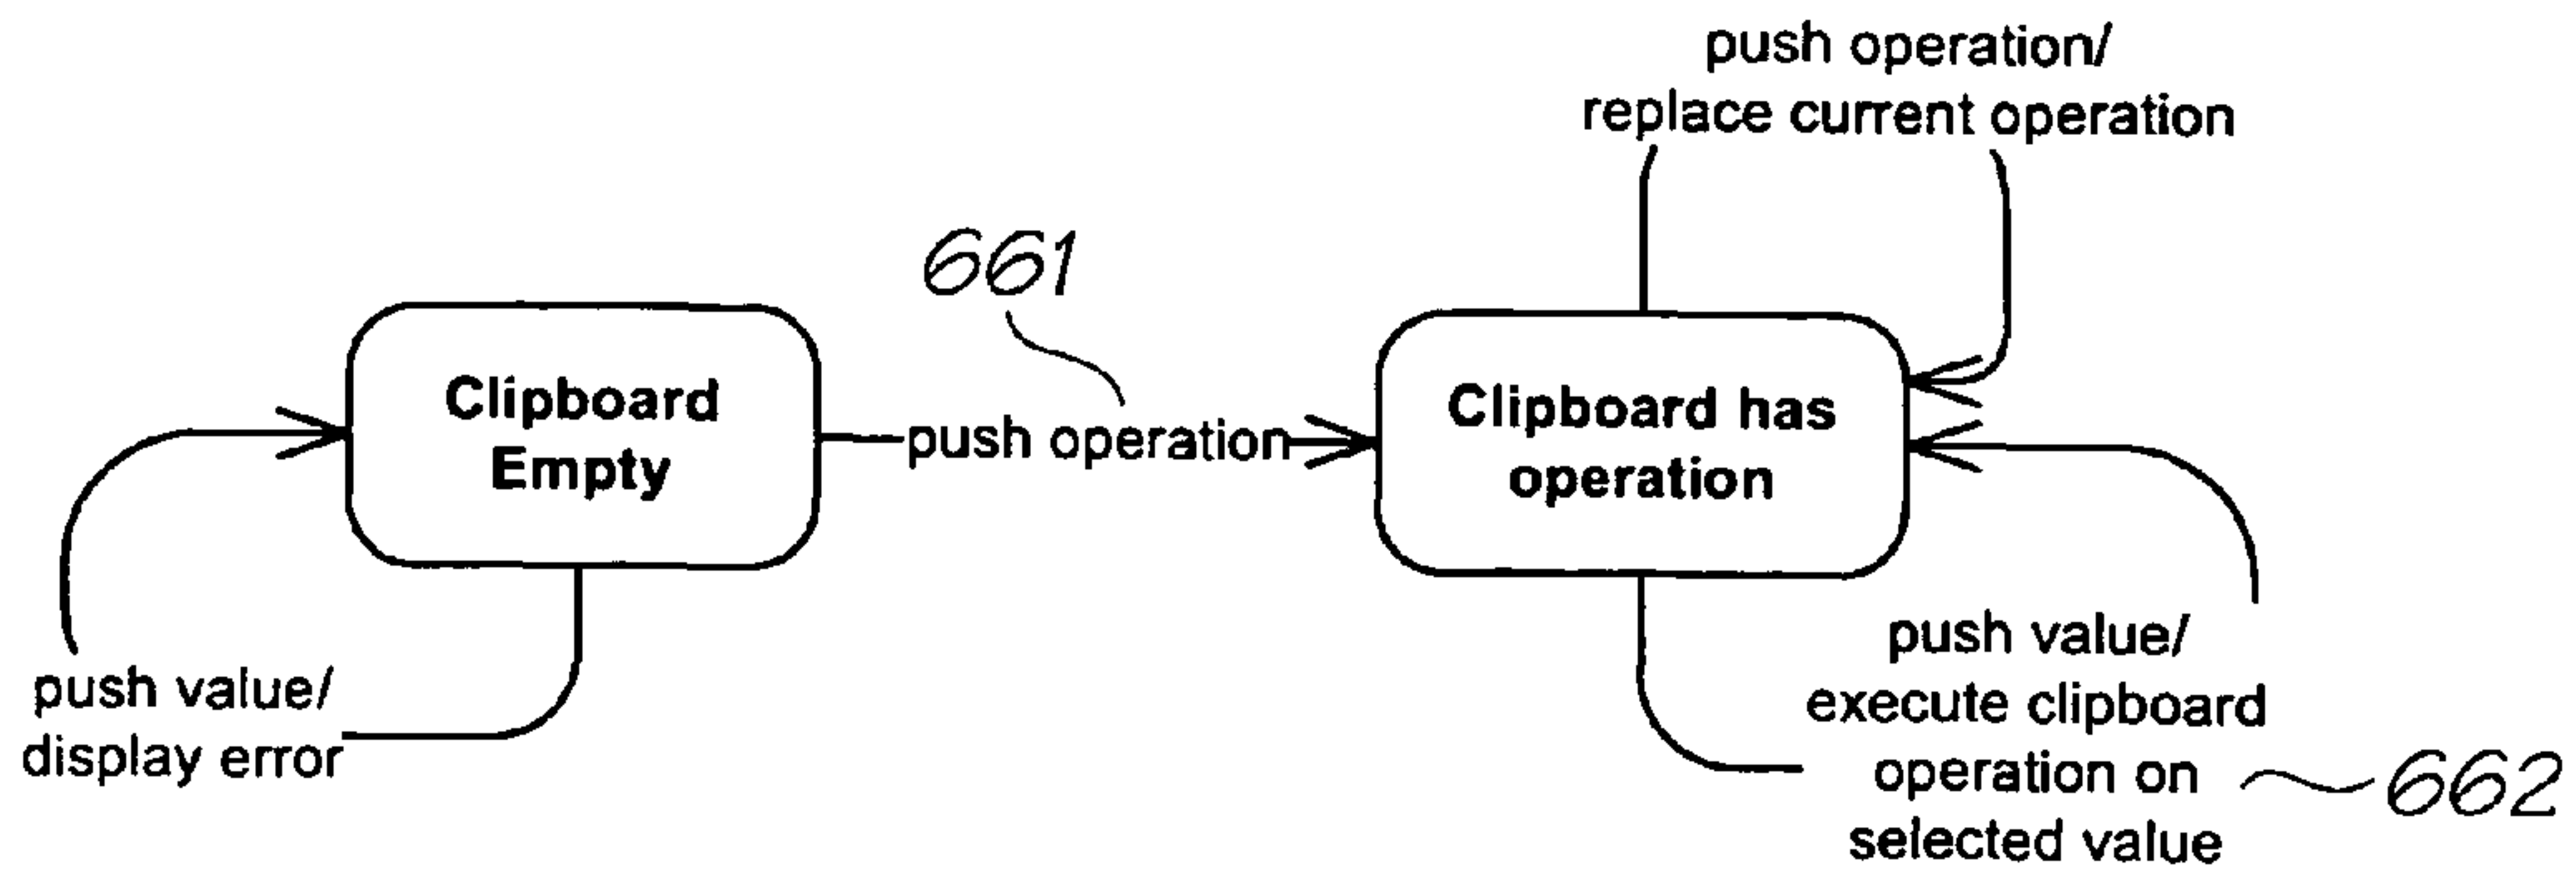 push operation/
replace current operation
661
Clipboard
Empty
push operation
Clipboard has
operation
push value/
display error
push value/
execute clipboard
operation on
selected value
662